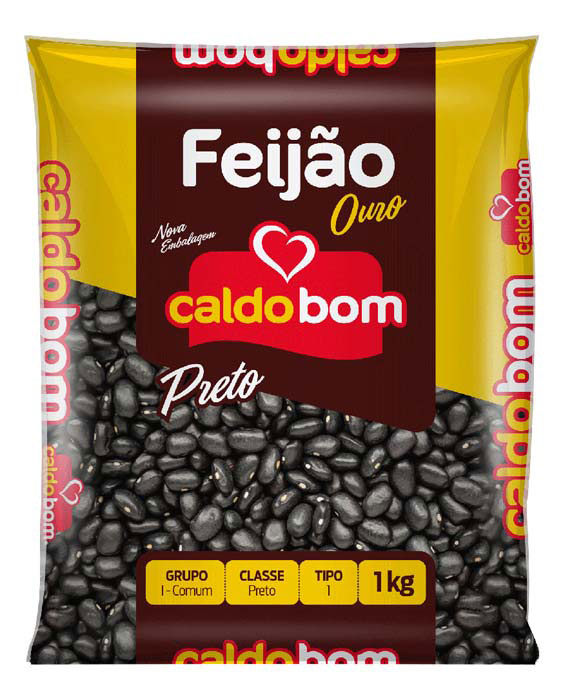 caldobom
Feijão
Ouro
Nova
Embalagem
caldobom
Preto
caldobom
caldobom
caldobom
caldobom
GRUPO
I - Comum
CLASSE
Preto
TIPO
1
1kg
caldobom